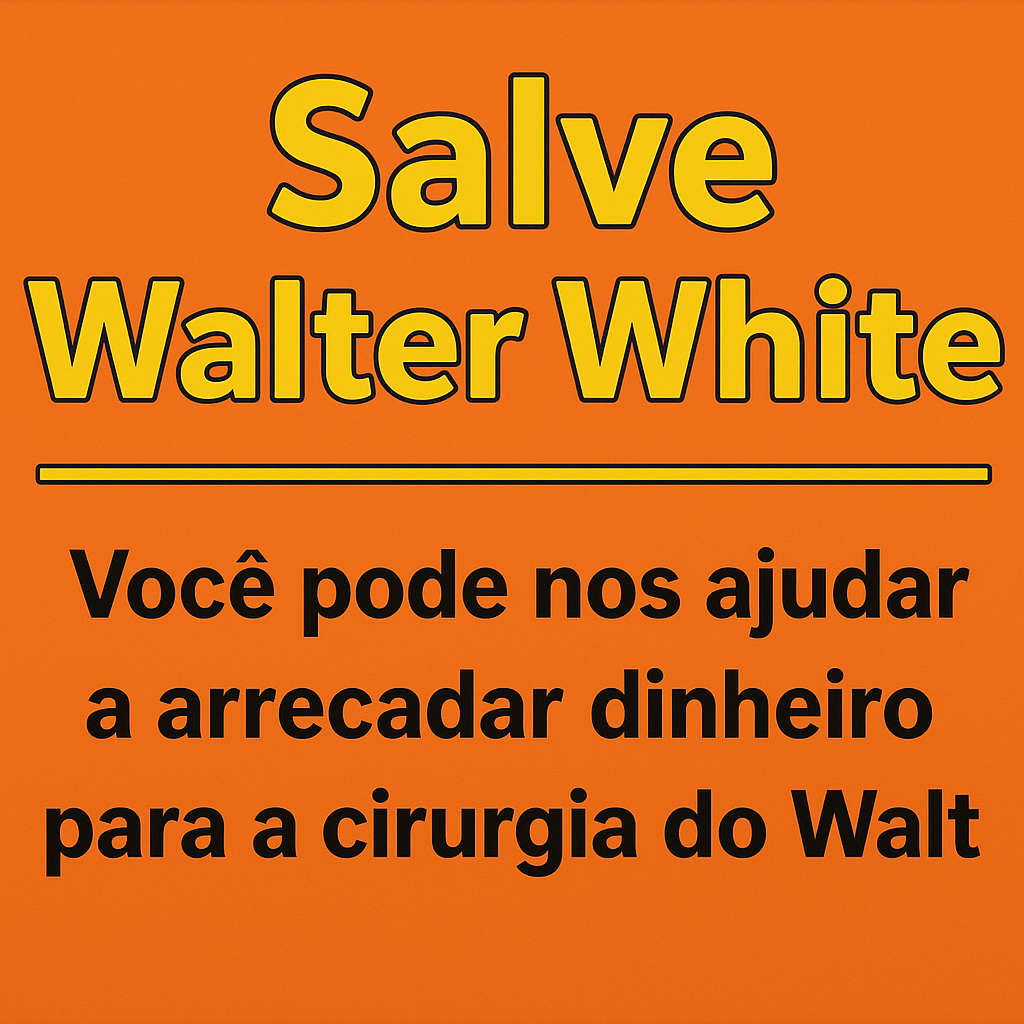 Salve
Walter White
Você pode nos ajudar
a arrecadar dinheiro
para a cirurgia do Walt